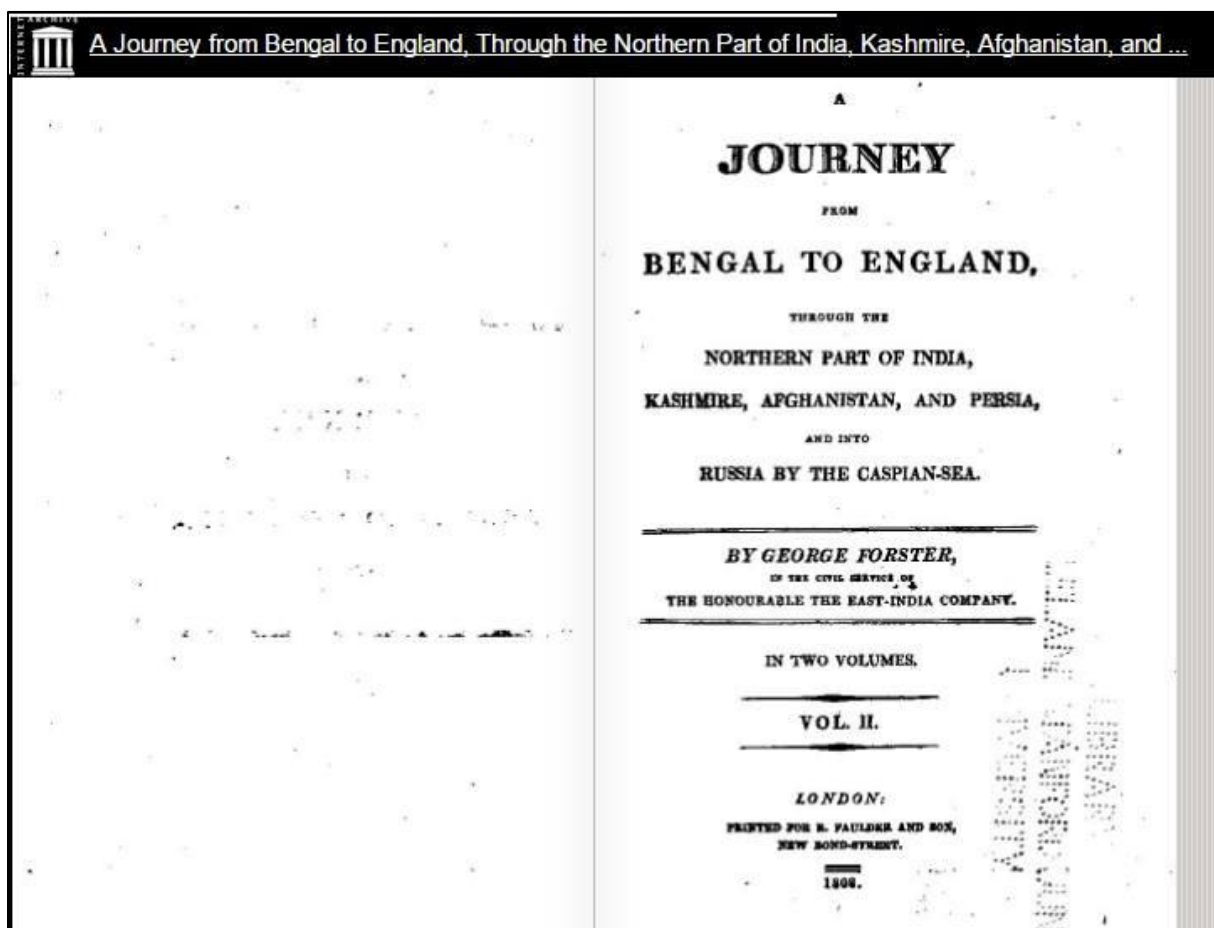 INTERNET ARCHIVE
A Journey from Bengal to England, Through the Northern Part of India, Kashmire, Afghanistan, and ...
A
JOURNEY
FROM
BENGAL TO ENGLAND,
THROUGH THE
NORTHERN PART OF INDIA,
KASHMIRE, AFGHANISTAN, AND PERSIA,
AND INTO
RUSSIA BY THE CASPIAN-SEA.
BY GEORGE FORSTER,
IN THE CIVIL SERVICE OF
THE HONOURABLE THE EAST-INDIA COMPANY.
IN TWO VOLUMES.
VOL. II.
LONDON:
PRINTED FOR R. FAULDER AND SON,
NEW BOND-STREET.
1808.